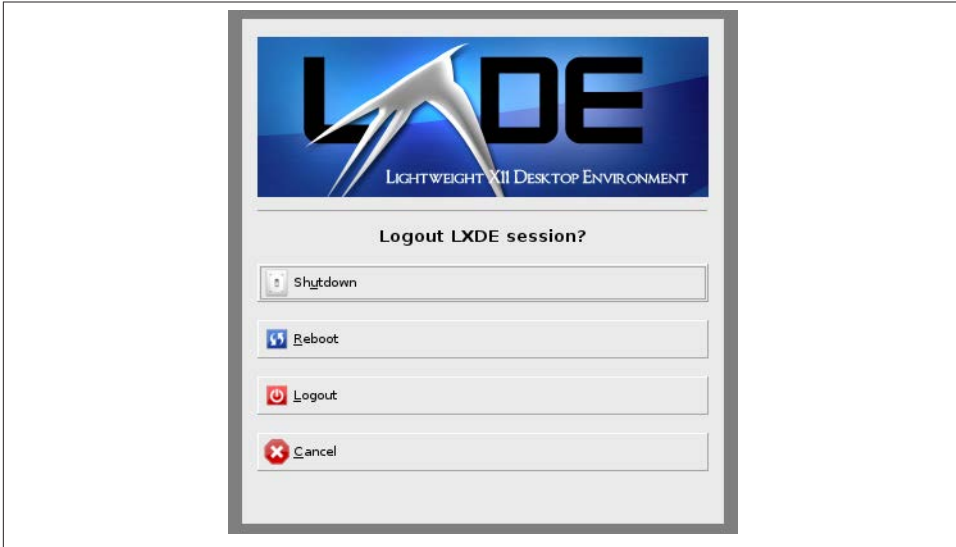 LXDE
LIGHTWEIGHT X11 DESKTOP ENVIRONMENT
Logout LXDE session?
Shutdown
Reboot
Logout
Cancel